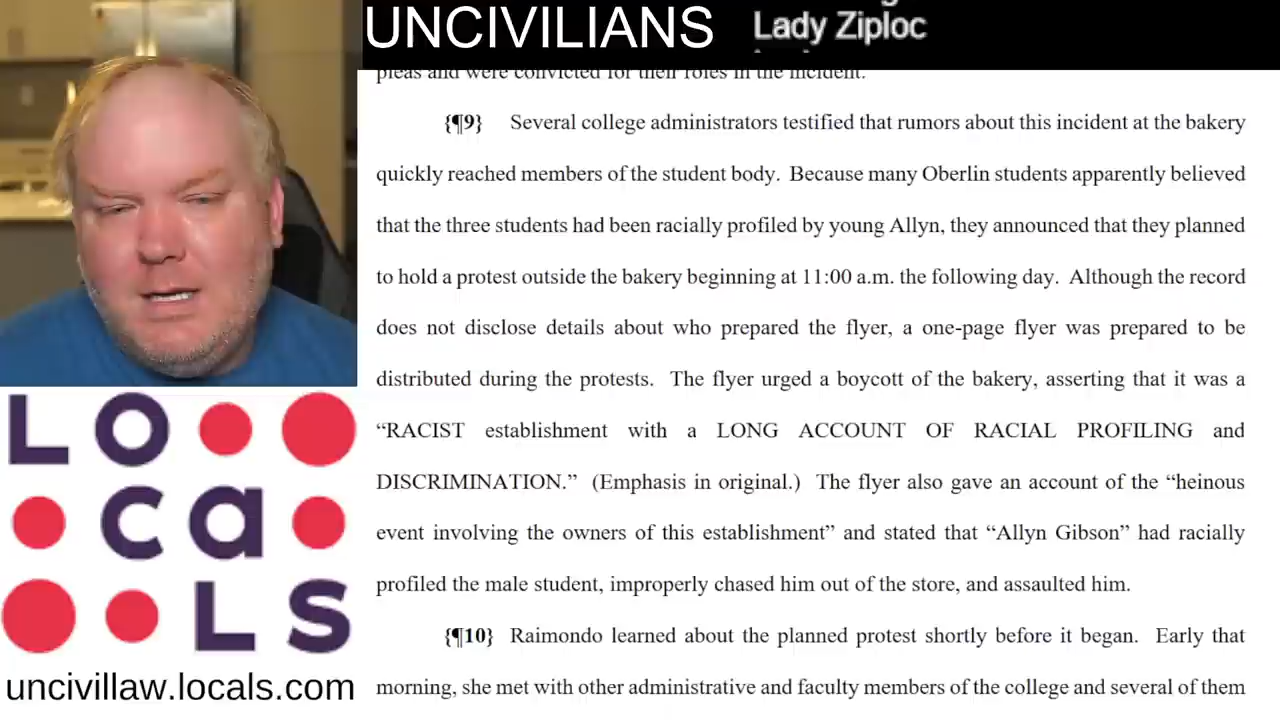 UNCIVILIANS
Lady Ziploc
pleas and were convicted for their roles in the incident.
{¶9} Several college administrators testified that rumors about this incident at the bakery
quickly reached members of the student body. Because many Oberlin students apparently believed
that the three students had been racially profiled by young Allyn, they announced that they planned
to hold a protest outside the bakery beginning at 11:00 a.m. the following day. Although the record
does not disclose details about who prepared the flyer, a one-page flyer was prepared to be
distributed during the protests. The flyer urged a boycott of the bakery, asserting that it was a
“RACIST establishment with a LONG ACCOUNT OF RACIAL PROFILING and
DISCRIMINATION.” (Emphasis in original.) The flyer also gave an account of the “heinous
event involving the owners of this establishment” and stated that “Allyn Gibson” had racially
profiled the male student, improperly chased him out of the store, and assaulted him.
{¶10} Raimondo learned about the planned protest shortly before it began. Early that
morning, she met with other administrative and faculty members of the college and several of them
LO
ca
LS
uncivillaw.locals.com